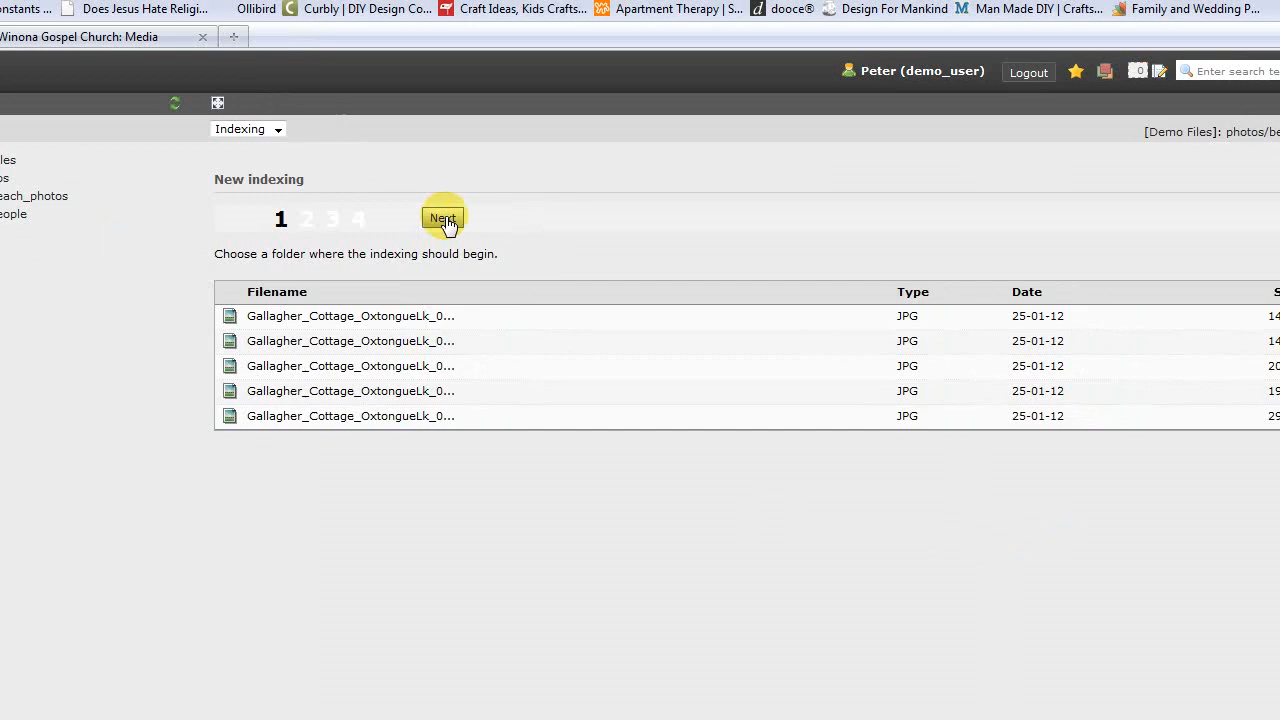 onstants ... Does Jesus Hate Religi... Ollibird Curbly | DIY Design Co... Craft Ideas, Kids Crafts... Apartment Therapy | S... dooce® Design For Mankind Man Made DIY | Crafts... Family and Wedding P...
Winona Gospel Church: Media
Peter (demo_user) Logout 0 Enter search te
Indexing [Demo Files]: photos/be
les
os
each_photos
eople
New indexing
1 2 3 4 Next
Choose a folder where the indexing should begin.
Filename Type Date S
Gallagher_Cottage_OxtongueLk_0... JPG 25-01-12 14
Gallagher_Cottage_OxtongueLk_0... JPG 25-01-12 14
Gallagher_Cottage_OxtongueLk_0... JPG 25-01-12 20
Gallagher_Cottage_OxtongueLk_0... JPG 25-01-12 19
Gallagher_Cottage_OxtongueLk_0... JPG 25-01-12 29